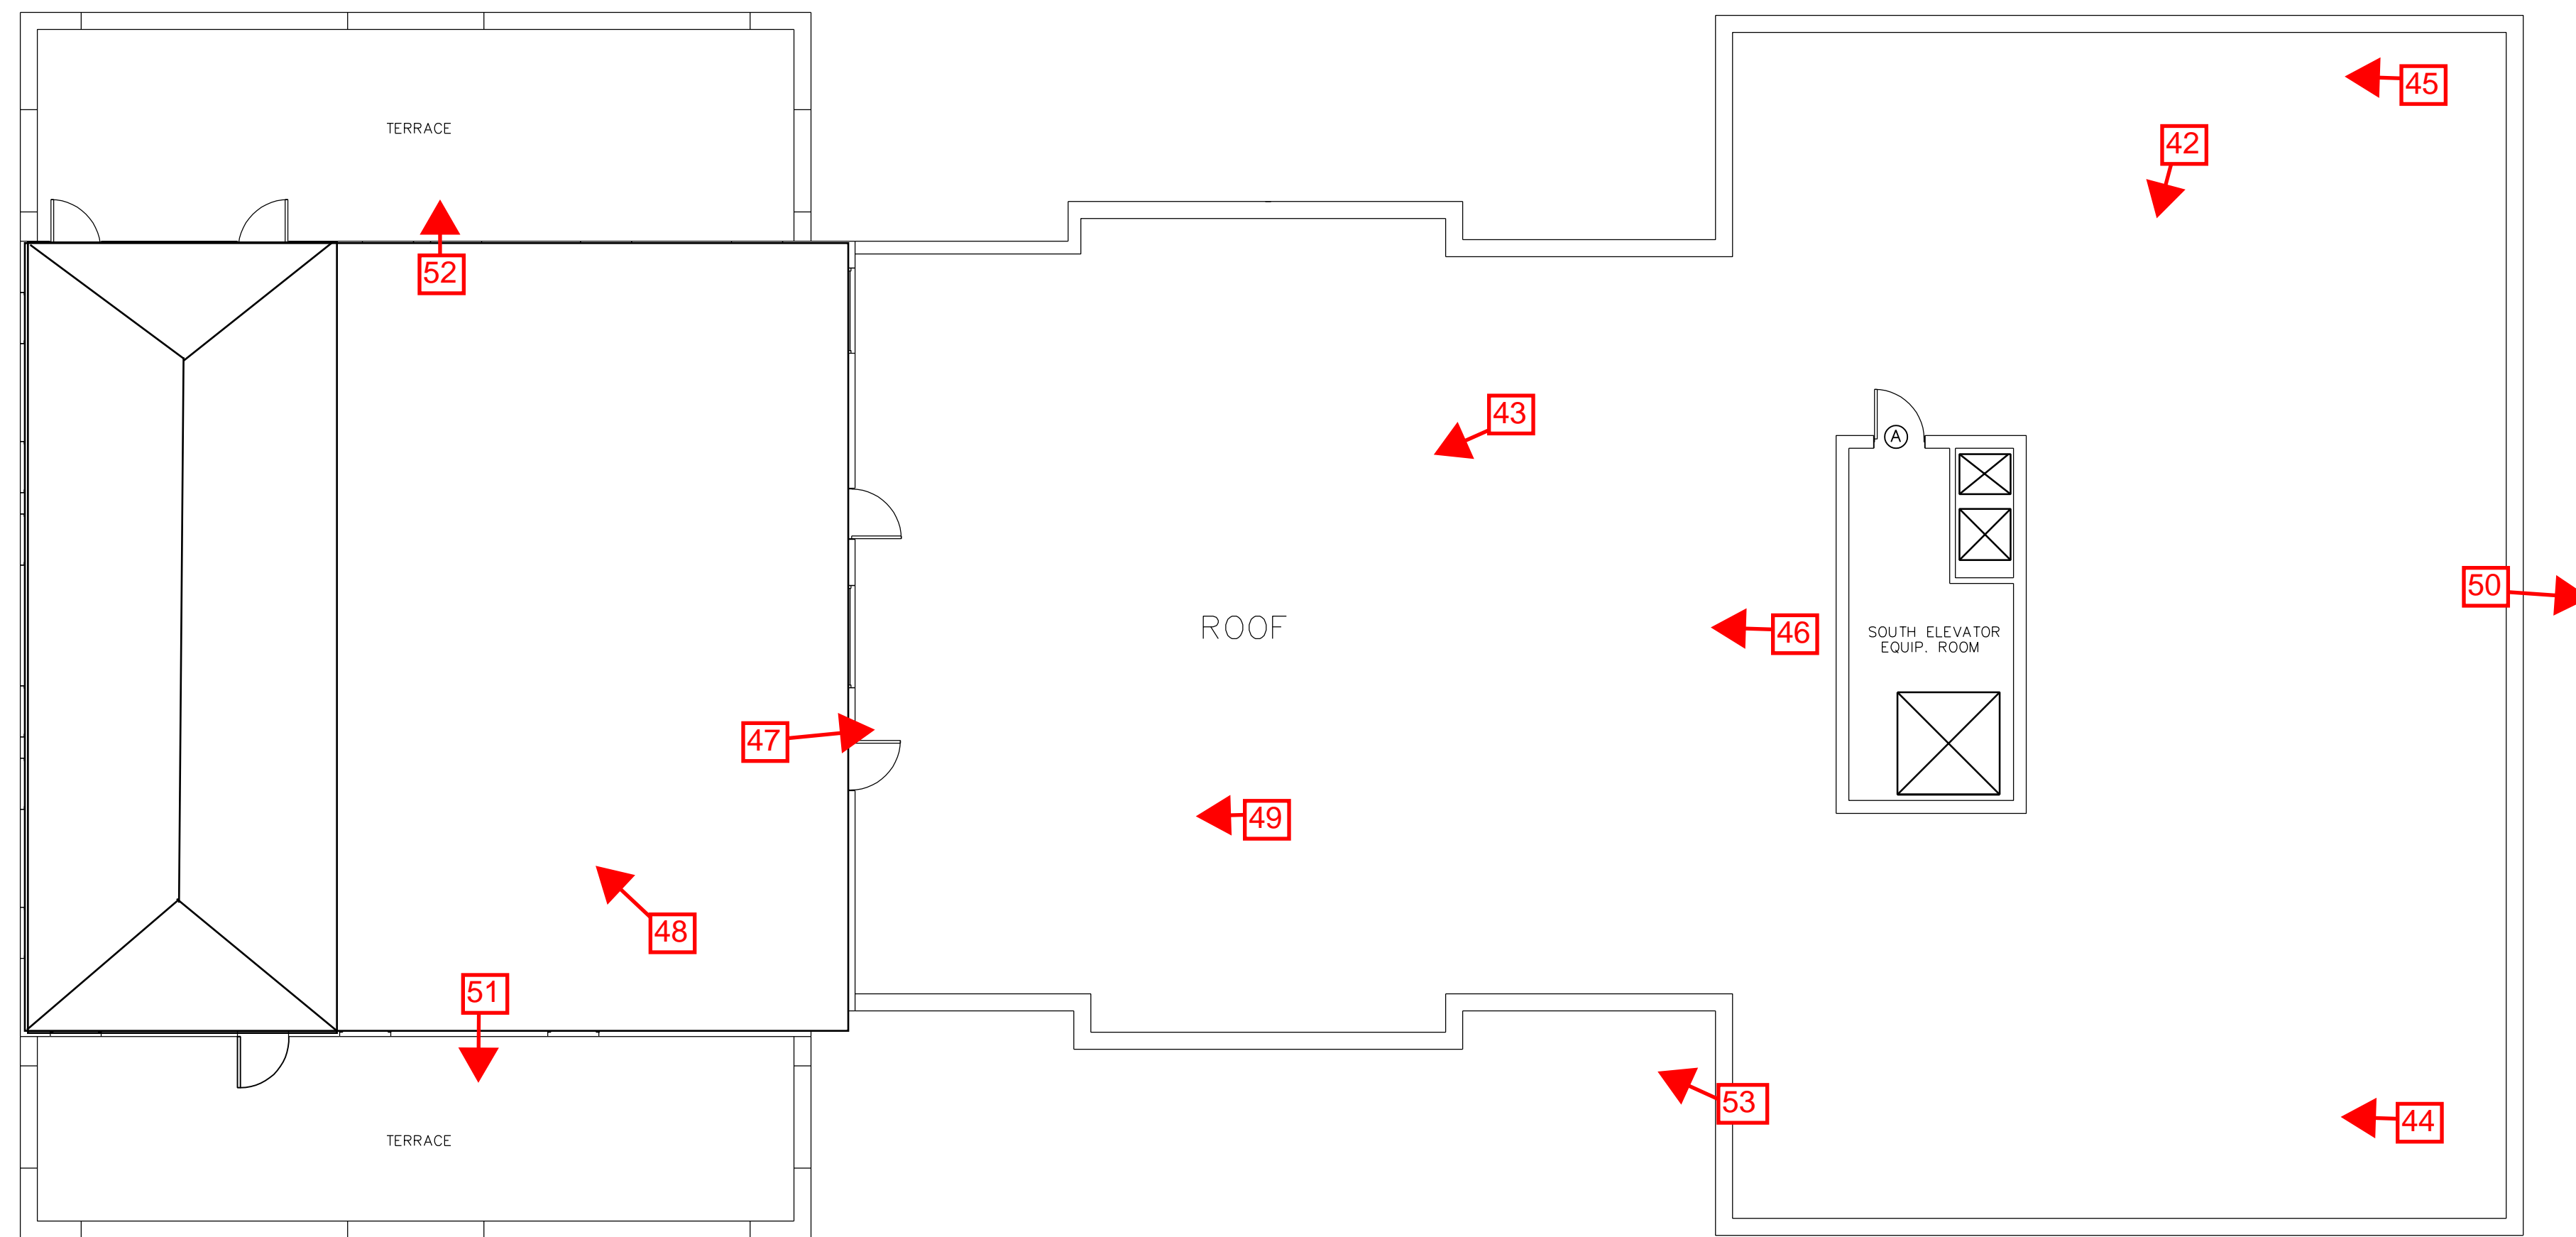 45
TERRACE
42
52
43
A
50
ROOF
46
SOUTH ELEVATOR
EQUIP. ROOM
47
49
48
51
53
44
TERRACE